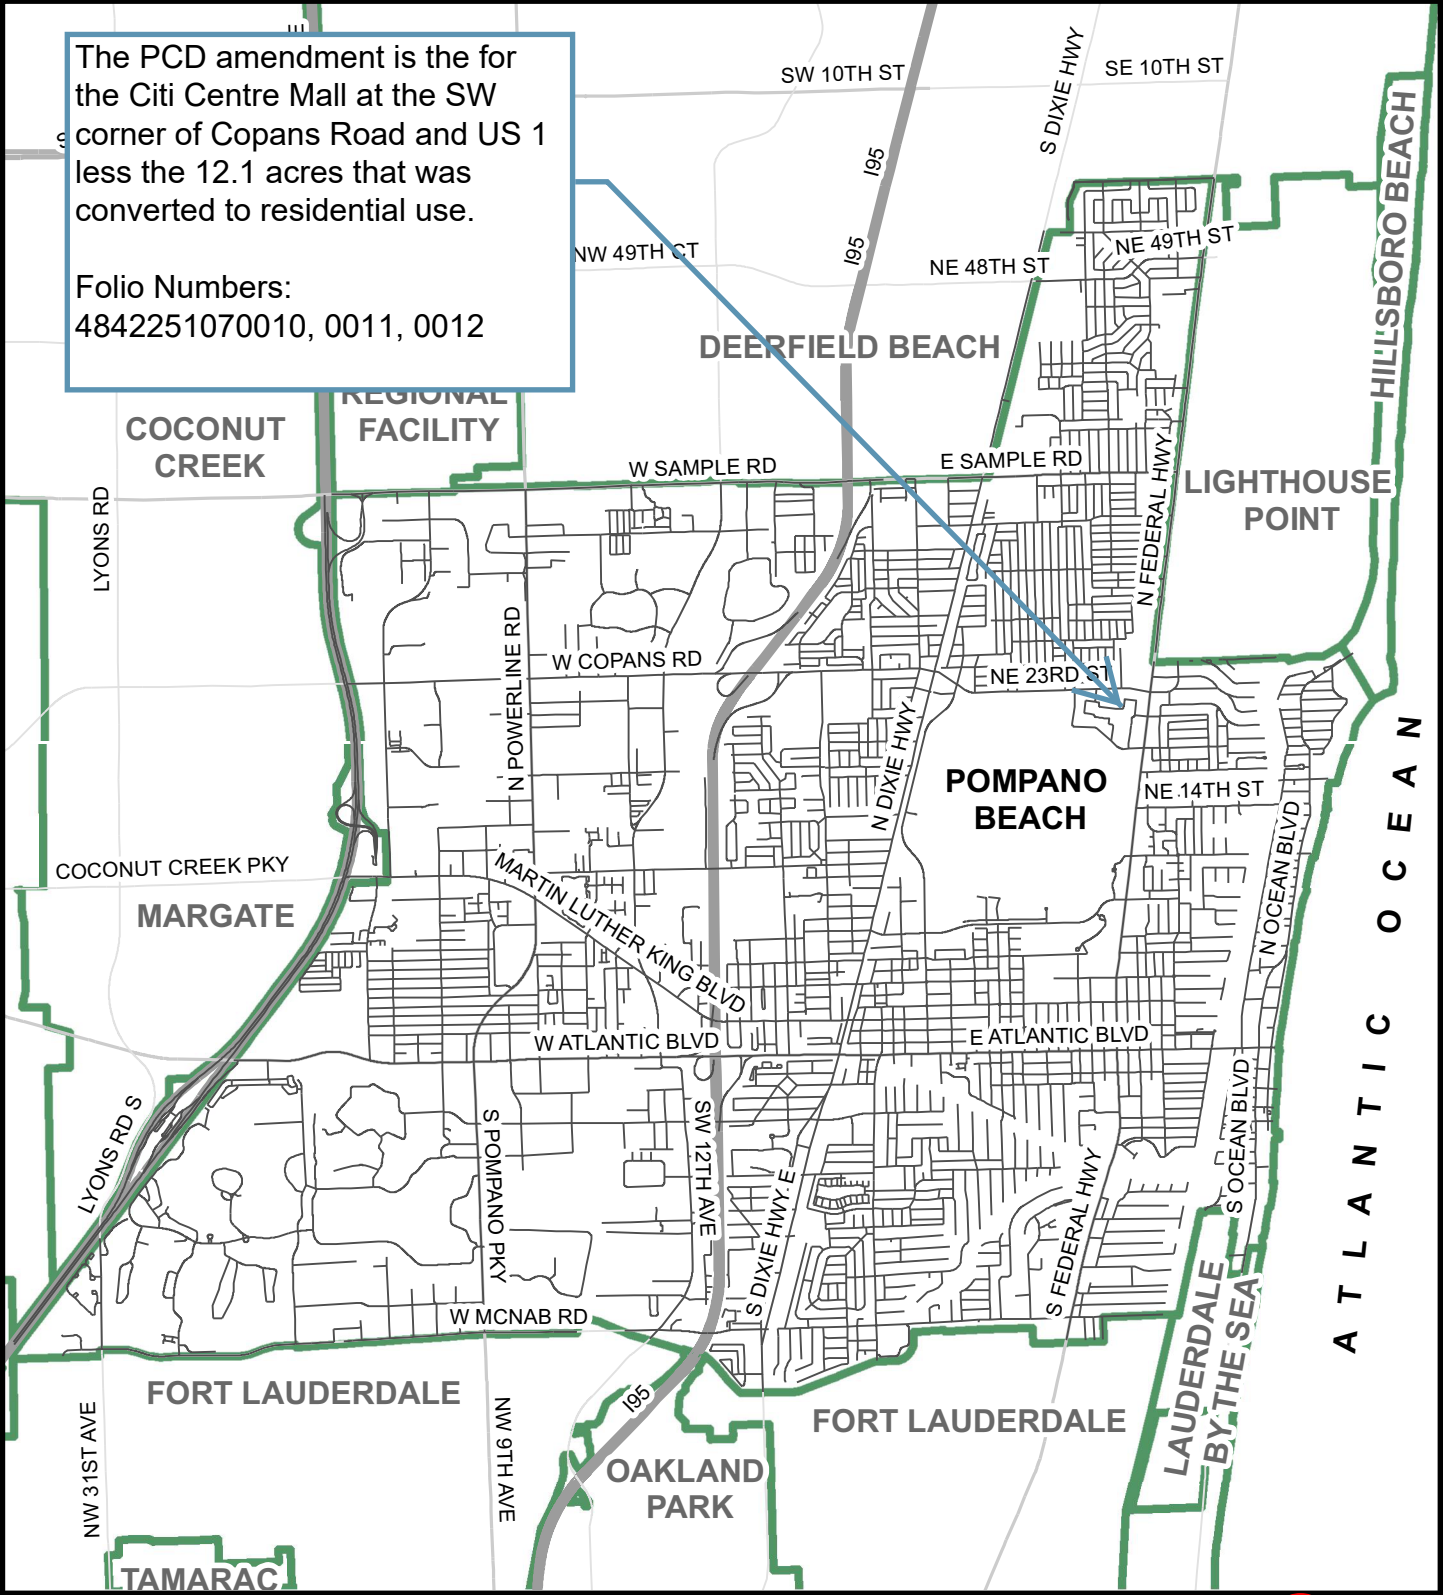 The PCD amendment is the for
the Citi Centre Mall at the SW
corner of Copans Road and US 1
less the 12.1 acres that was
converted to residential use.
Folio Numbers:
4842251070010, 0011, 0012
SW 10TH ST
SE 10TH ST
S DIXIE HWY
HILLSBORO BEACH
I95
I95
NW 49TH CT
NE 49TH ST
NE 48TH ST
DEERFIELD BEACH
REGIONAL
FACILITY
COCONUT
CREEK
W SAMPLE RD
E SAMPLE RD
LIGHTHOUSE
POINT
LYONS RD
N FEDERAL HWY
N POWERLINE RD
W COPANS RD
NE 23RD ST
N DIXIE HWY
POMPANO
BEACH
NE 14TH ST
ATLANTIC OCEAN
N OCEAN BLVD
COCONUT CREEK PKY
MARTIN LUTHER KING BLVD
MARGATE
W ATLANTIC BLVD
E ATLANTIC BLVD
LYONS RD S
S POMPANO PKY
SW 12TH AVE
S DIXIE HWY E
S FEDERAL HWY
S OCEAN BLVD
W MCNAB RD
LAUDERDALE
BY THE SEA
FORT LAUDERDALE
FORT LAUDERDALE
I95
NW 31ST AVE
NW 9TH AVE
OAKLAND
PARK
TAMARAC